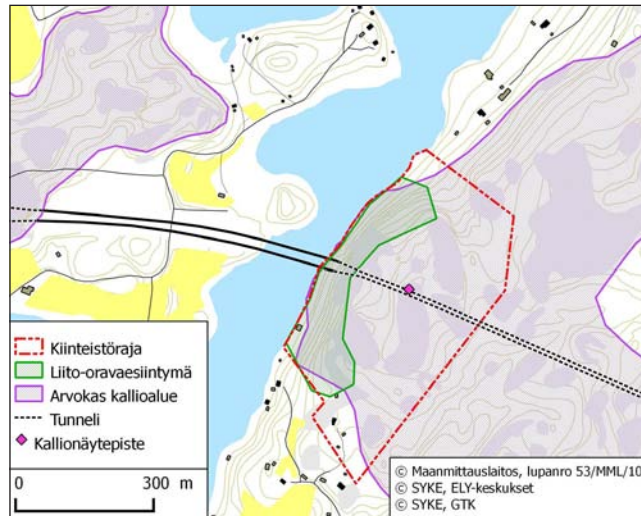 Kiinteistöraja
Liito-oravaesiintymä
Arvokas kallioalue
Tunneli
Kallionäytepiste
0 300 m
© Maanmittauslaitos, lupanro 53/MML/10
© SYKE, ELY-keskukset
© SYKE, GTK